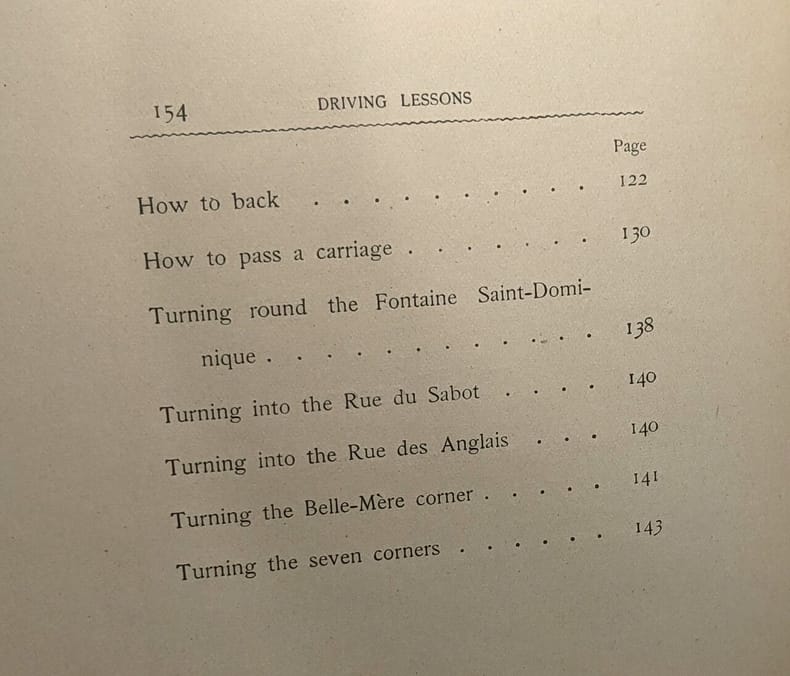 154 DRIVING LESSONS
Page
How to back . . . . . . . . . . 122
How to pass a carriage . . . . . . . 130
Turning round the Fontaine Saint-Domi-
nique . . . . . . . . . . . . 138
Turning into the Rue du Sabot . . . . 140
Turning into the Rue des Anglais . . . 140
Turning the Belle-Mère corner . . . . . 141
Turning the seven corners . . . . . . 143